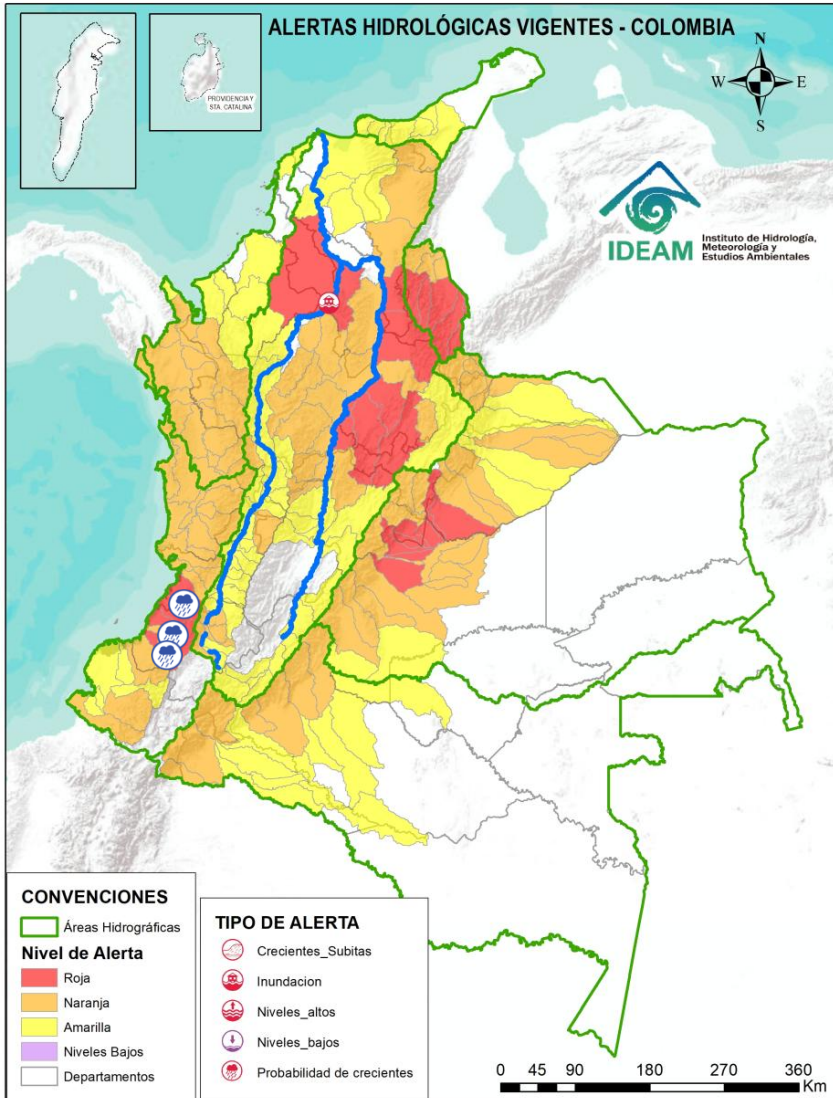 ALERTAS HIDROLÓGICAS VIGENTES - COLOMBIA
PROVIDENCIA Y
STA. CATALINA
N
W
E
S
IDEAM
Instituto de Hidrología,
Meteorología y
Estudios Ambientales
CONVENCIONES
Áreas Hidrográficas
Nivel de Alerta
Roja
Naranja
Amarilla
Niveles Bajos
Departamentos
TIPO DE ALERTA
Crecientes_Subitas
Inundacion
Niveles_altos
Niveles_bajos
Probabilidad de crecientes
0 45 90 180 270 360
Km